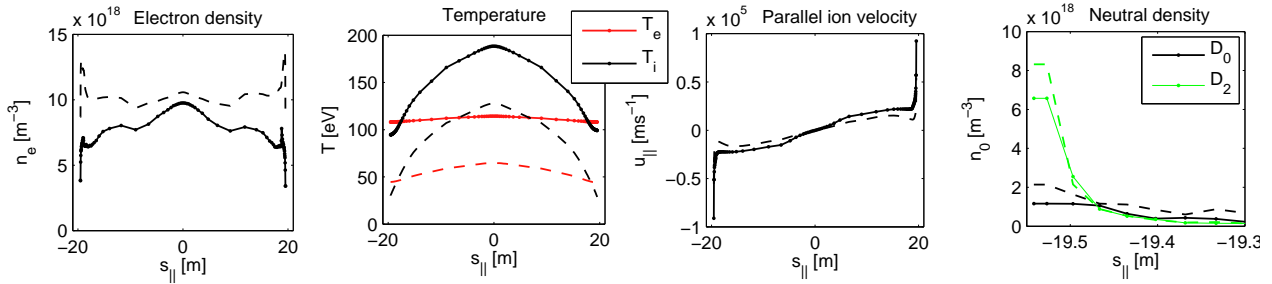 x 10^18 Electron density
15
10
5
0
−20 0 20
s_|| [m]
n_e [m^−3]
Temperature
200
150
100
50
0
−20 0 20
s_|| [m]
T [eV]
T_e
T_i
x 10^5 Parallel ion velocity
1
0.5
0
−0.5
−1
−20 0 20
s_|| [m]
u_|| [ms^−1]
x 10^18 Neutral density
10
8
6
4
2
0
−19.5 −19.4 −19.3
s_|| [m]
n_0 [m^−3]
D_0
D_2